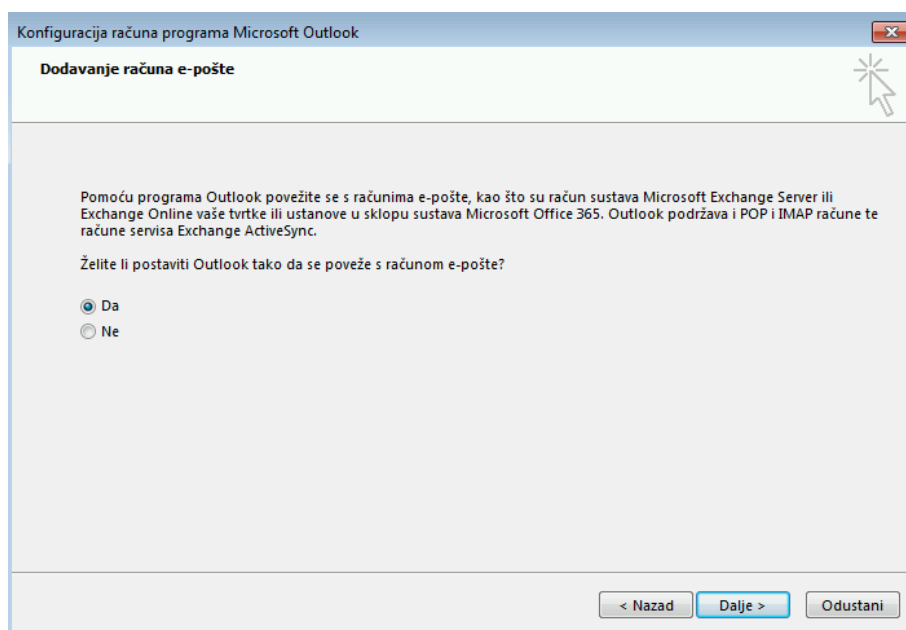 Konfiguracija računa programa Microsoft Outlook
Dodavanje računa e-pošte
Pomoću programa Outlook povežite se s računima e-pošte, kao što su račun sustava Microsoft Exchange Server ili
Exchange Online vaše tvrtke ili ustanove u sklopu sustava Microsoft Office 365. Outlook podržava i POP i IMAP račune te
račune servisa Exchange ActiveSync.
Želite li postaviti Outlook tako da se poveže s računom e-pošte?
Da
Ne
< Nazad Dalje > Odustani